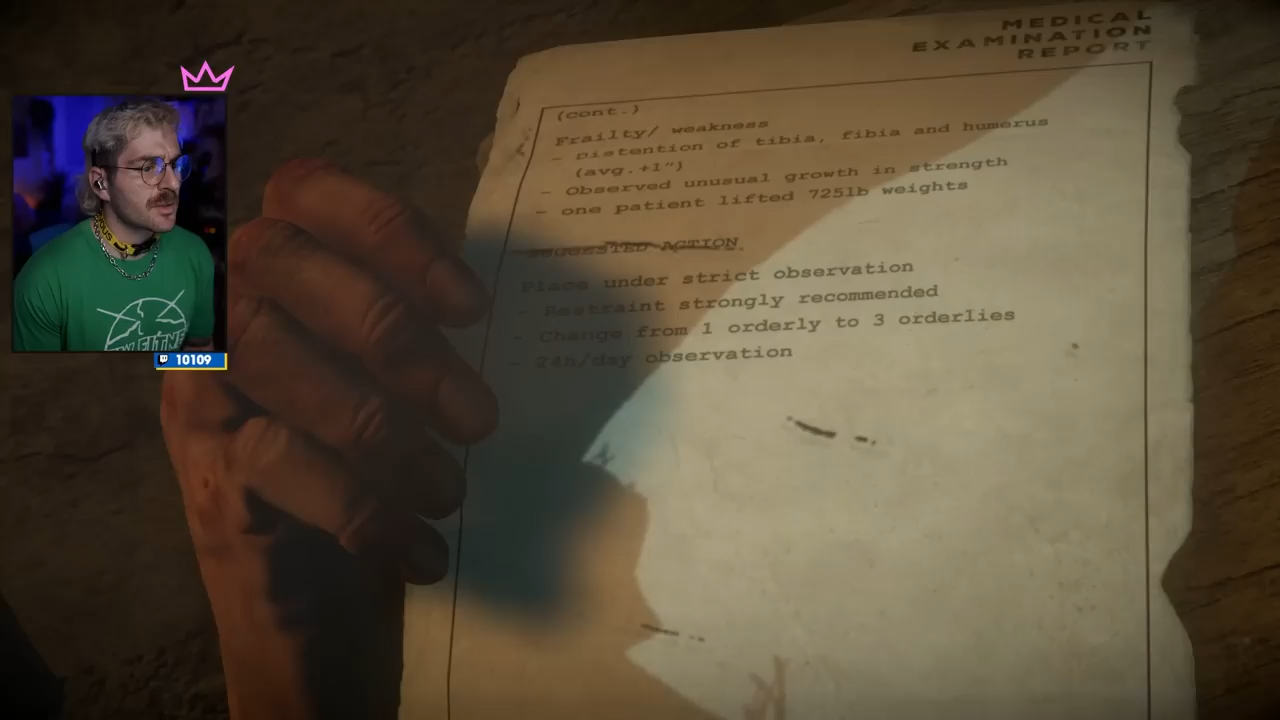 MEDICAL
EXAMINATION
REPORT
(cont.)
Frailty/ weakness
- Distention of tibia, fibia and humerus
(avg.+1")
- Observed unusual growth in strength
- one patient lifted 725lb weights
SUGGESTED ACTION.
Place under strict observation
- Restraint strongly recommended
- Change from 1 orderly to 3 orderlies
- 24h/day observation
10109